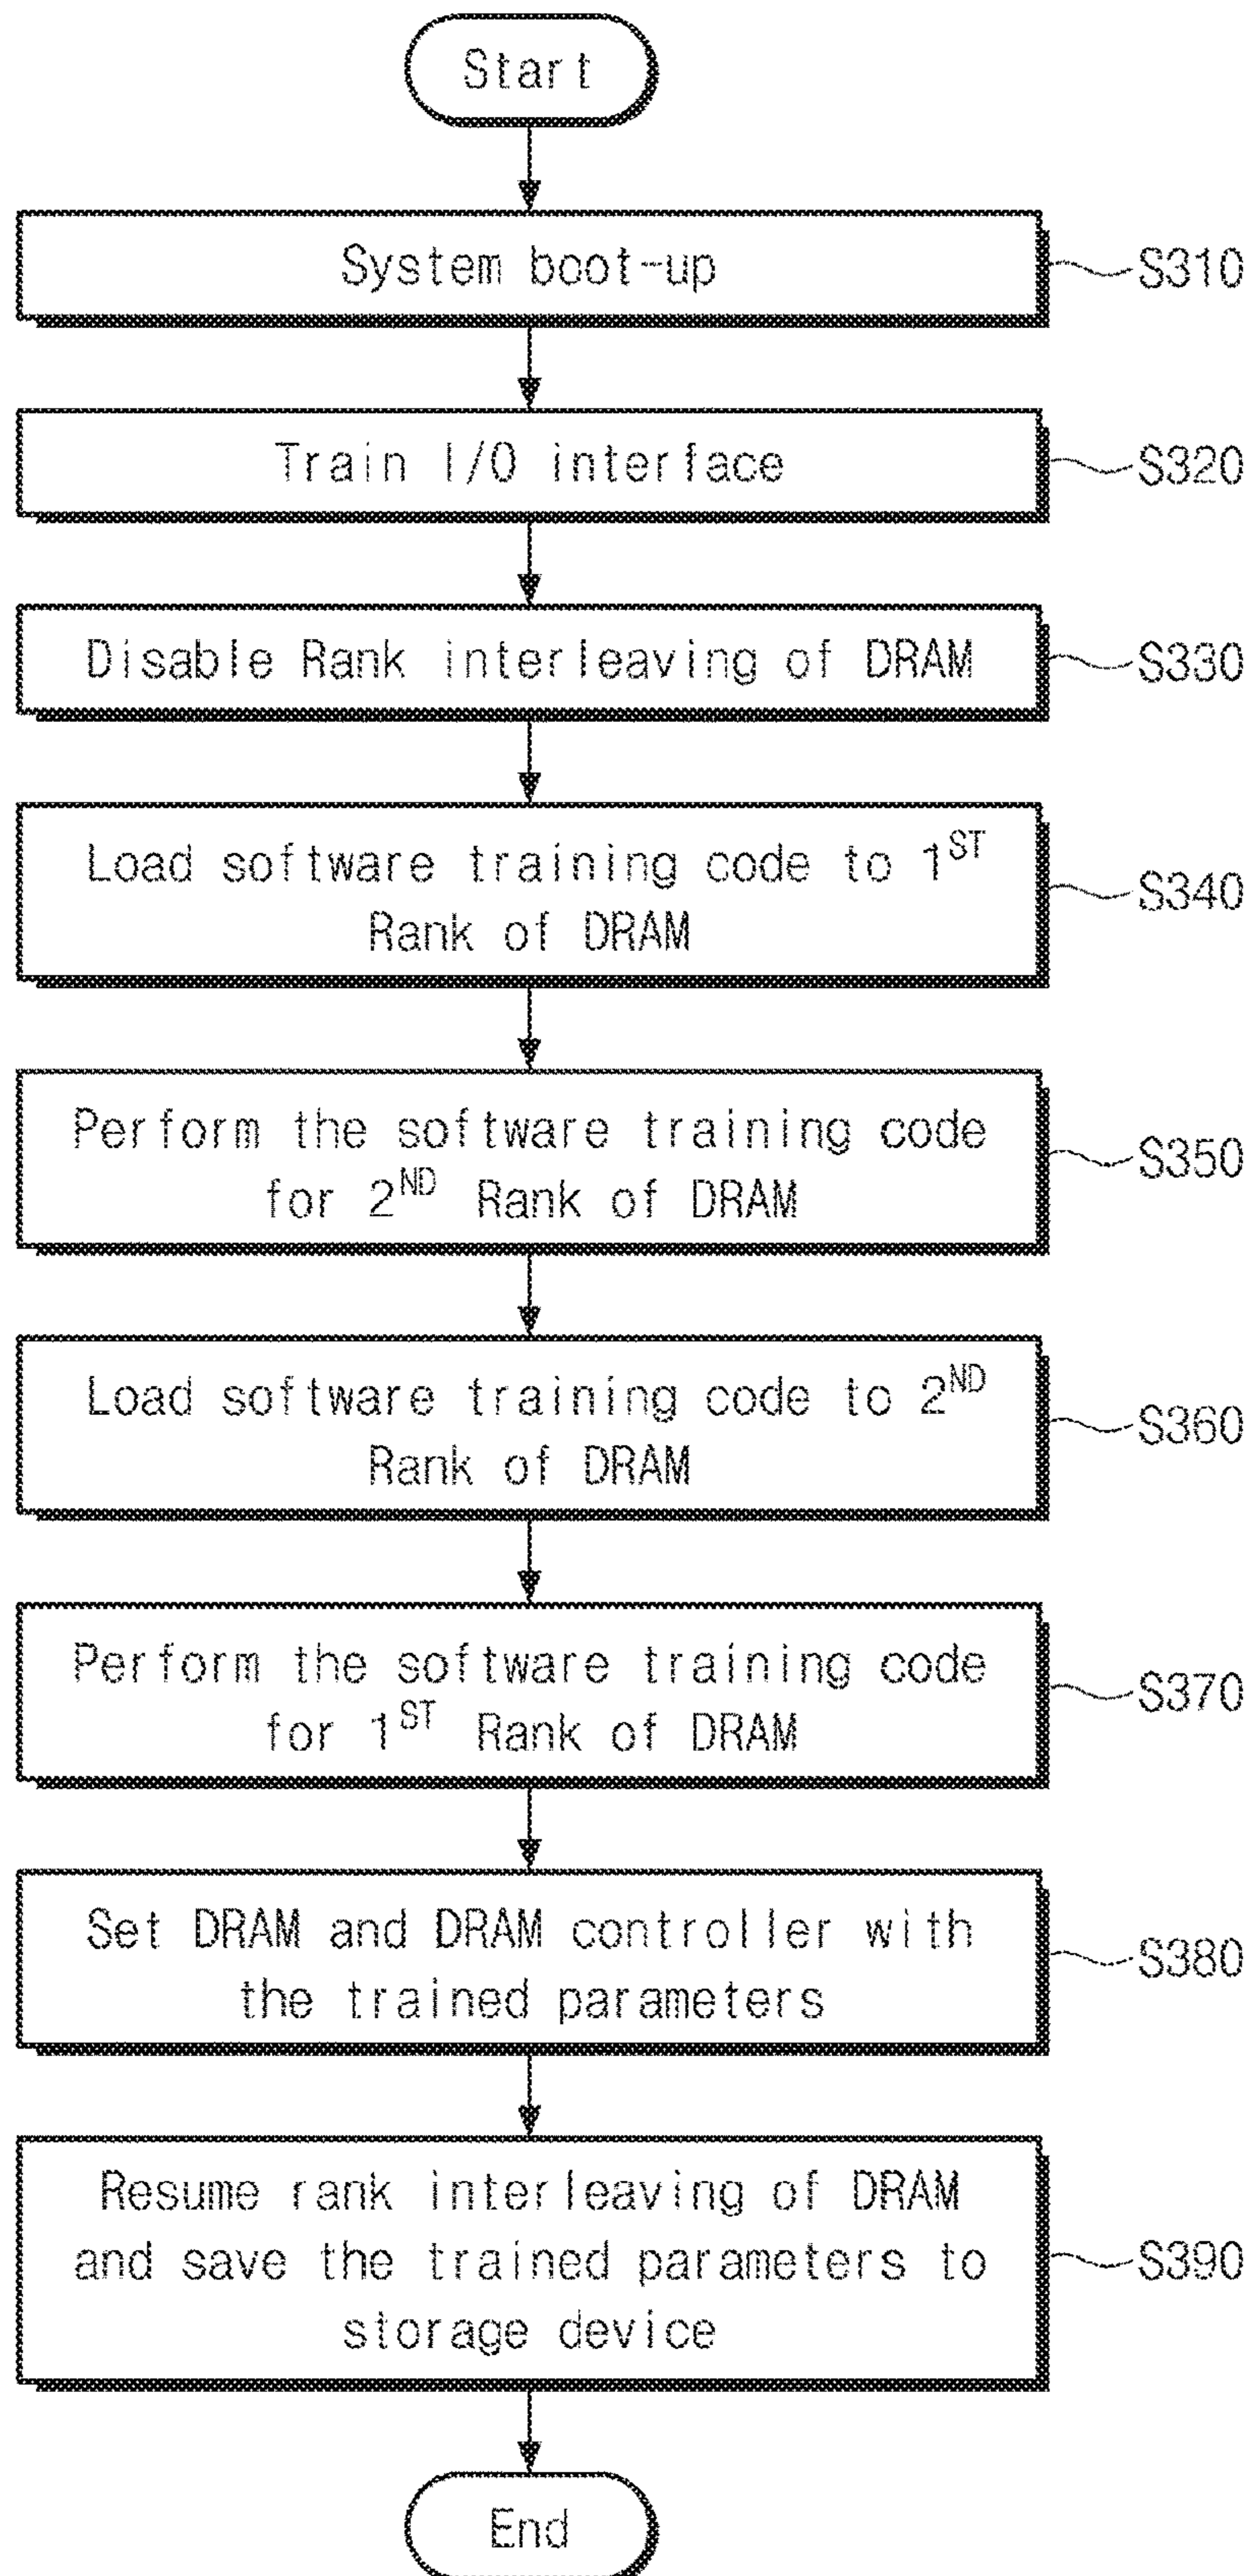 Start
System boot-up
S310
Train I/O interface
S320
Disable Rank interleaving of DRAM
S330
Load software training code to 1ST
Rank of DRAM
S340
Perform the software training code
for 2ND Rank of DRAM
S350
Load software training code to 2ND
Rank of DRAM
S360
Perform the software training code
for 1ST Rank of DRAM
S370
Set DRAM and DRAM controller with
the trained parameters
S380
Resume rank interleaving of DRAM
and save the trained parameters to
storage device
S390
End